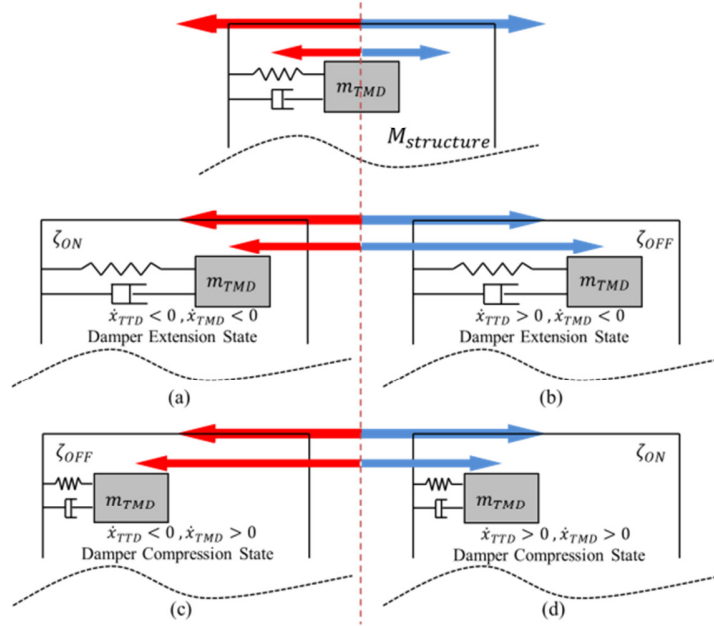 m_TMD
M_structure
ζ_ON
m_TMD
ẋ_TTD < 0 , ẋ_TMD < 0
Damper Extension State
(a)
ζ_OFF
m_TMD
ẋ_TTD > 0 , ẋ_TMD < 0
Damper Extension State
(b)
ζ_OFF
m_TMD
ẋ_TTD < 0 , ẋ_TMD > 0
Damper Compression State
(c)
ζ_ON
m_TMD
ẋ_TTD > 0 , ẋ_TMD > 0
Damper Compression State
(d)